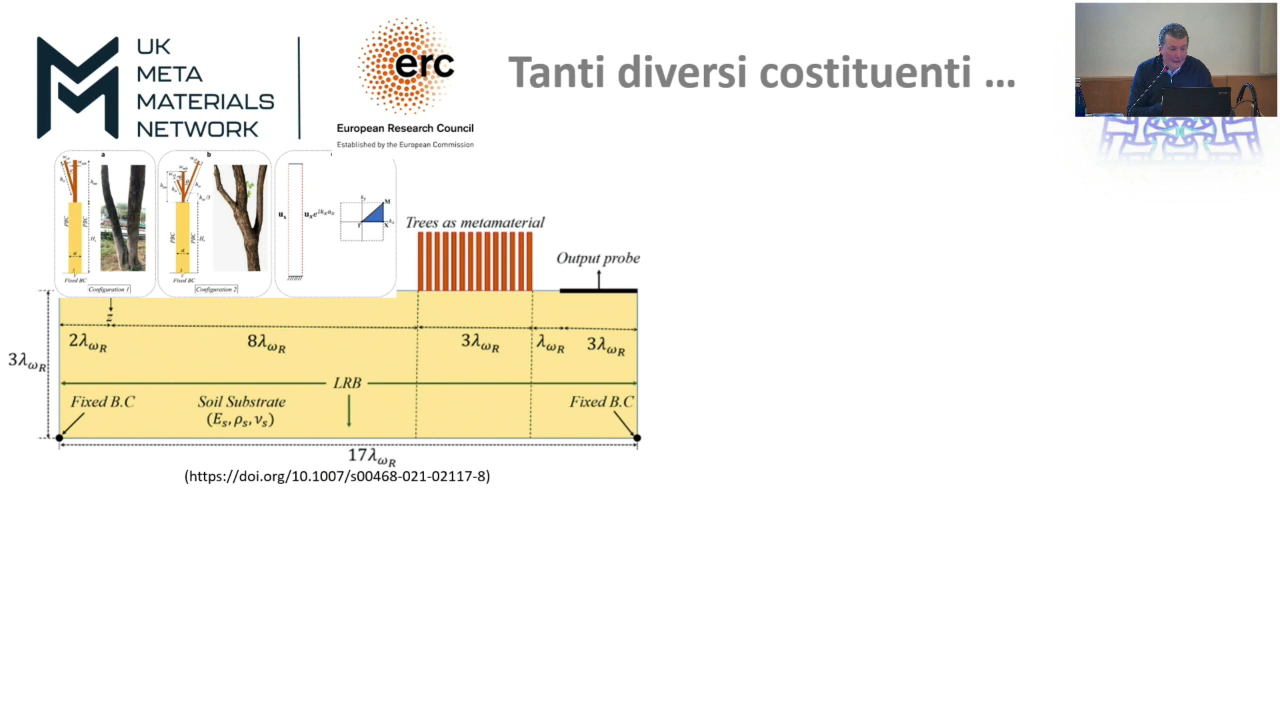 UK
META
MATERIALS
NETWORK
erc
European Research Council
Established by the European Commission
Tanti diversi costituenti ...
a
b
Fixed BC
Configuration 1
Fixed BC
Configuration 2
M
X
Trees as metamaterial
Output probe
z
2λωR
8λωR
3λωR
λωR
3λωR
3λωR
LRB
Fixed B.C
Soil Substrate
(Es, ρs, νs)
Fixed B.C
17λωR
(https://doi.org/10.1007/s00468-021-02117-8)